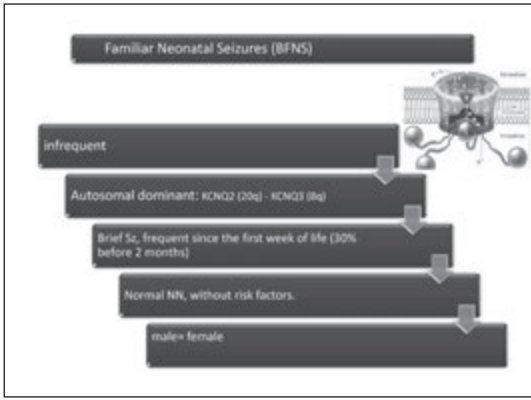 Familiar Neonatal Seizures (BFNS)
infrequent
Autosomal dominant: KCNQ2 (20q) - KCNQ3 (8q)
Brief Sz, frequent since the first week of life (30%
before 2 months)
Normal NN, without risk factors.
male= female